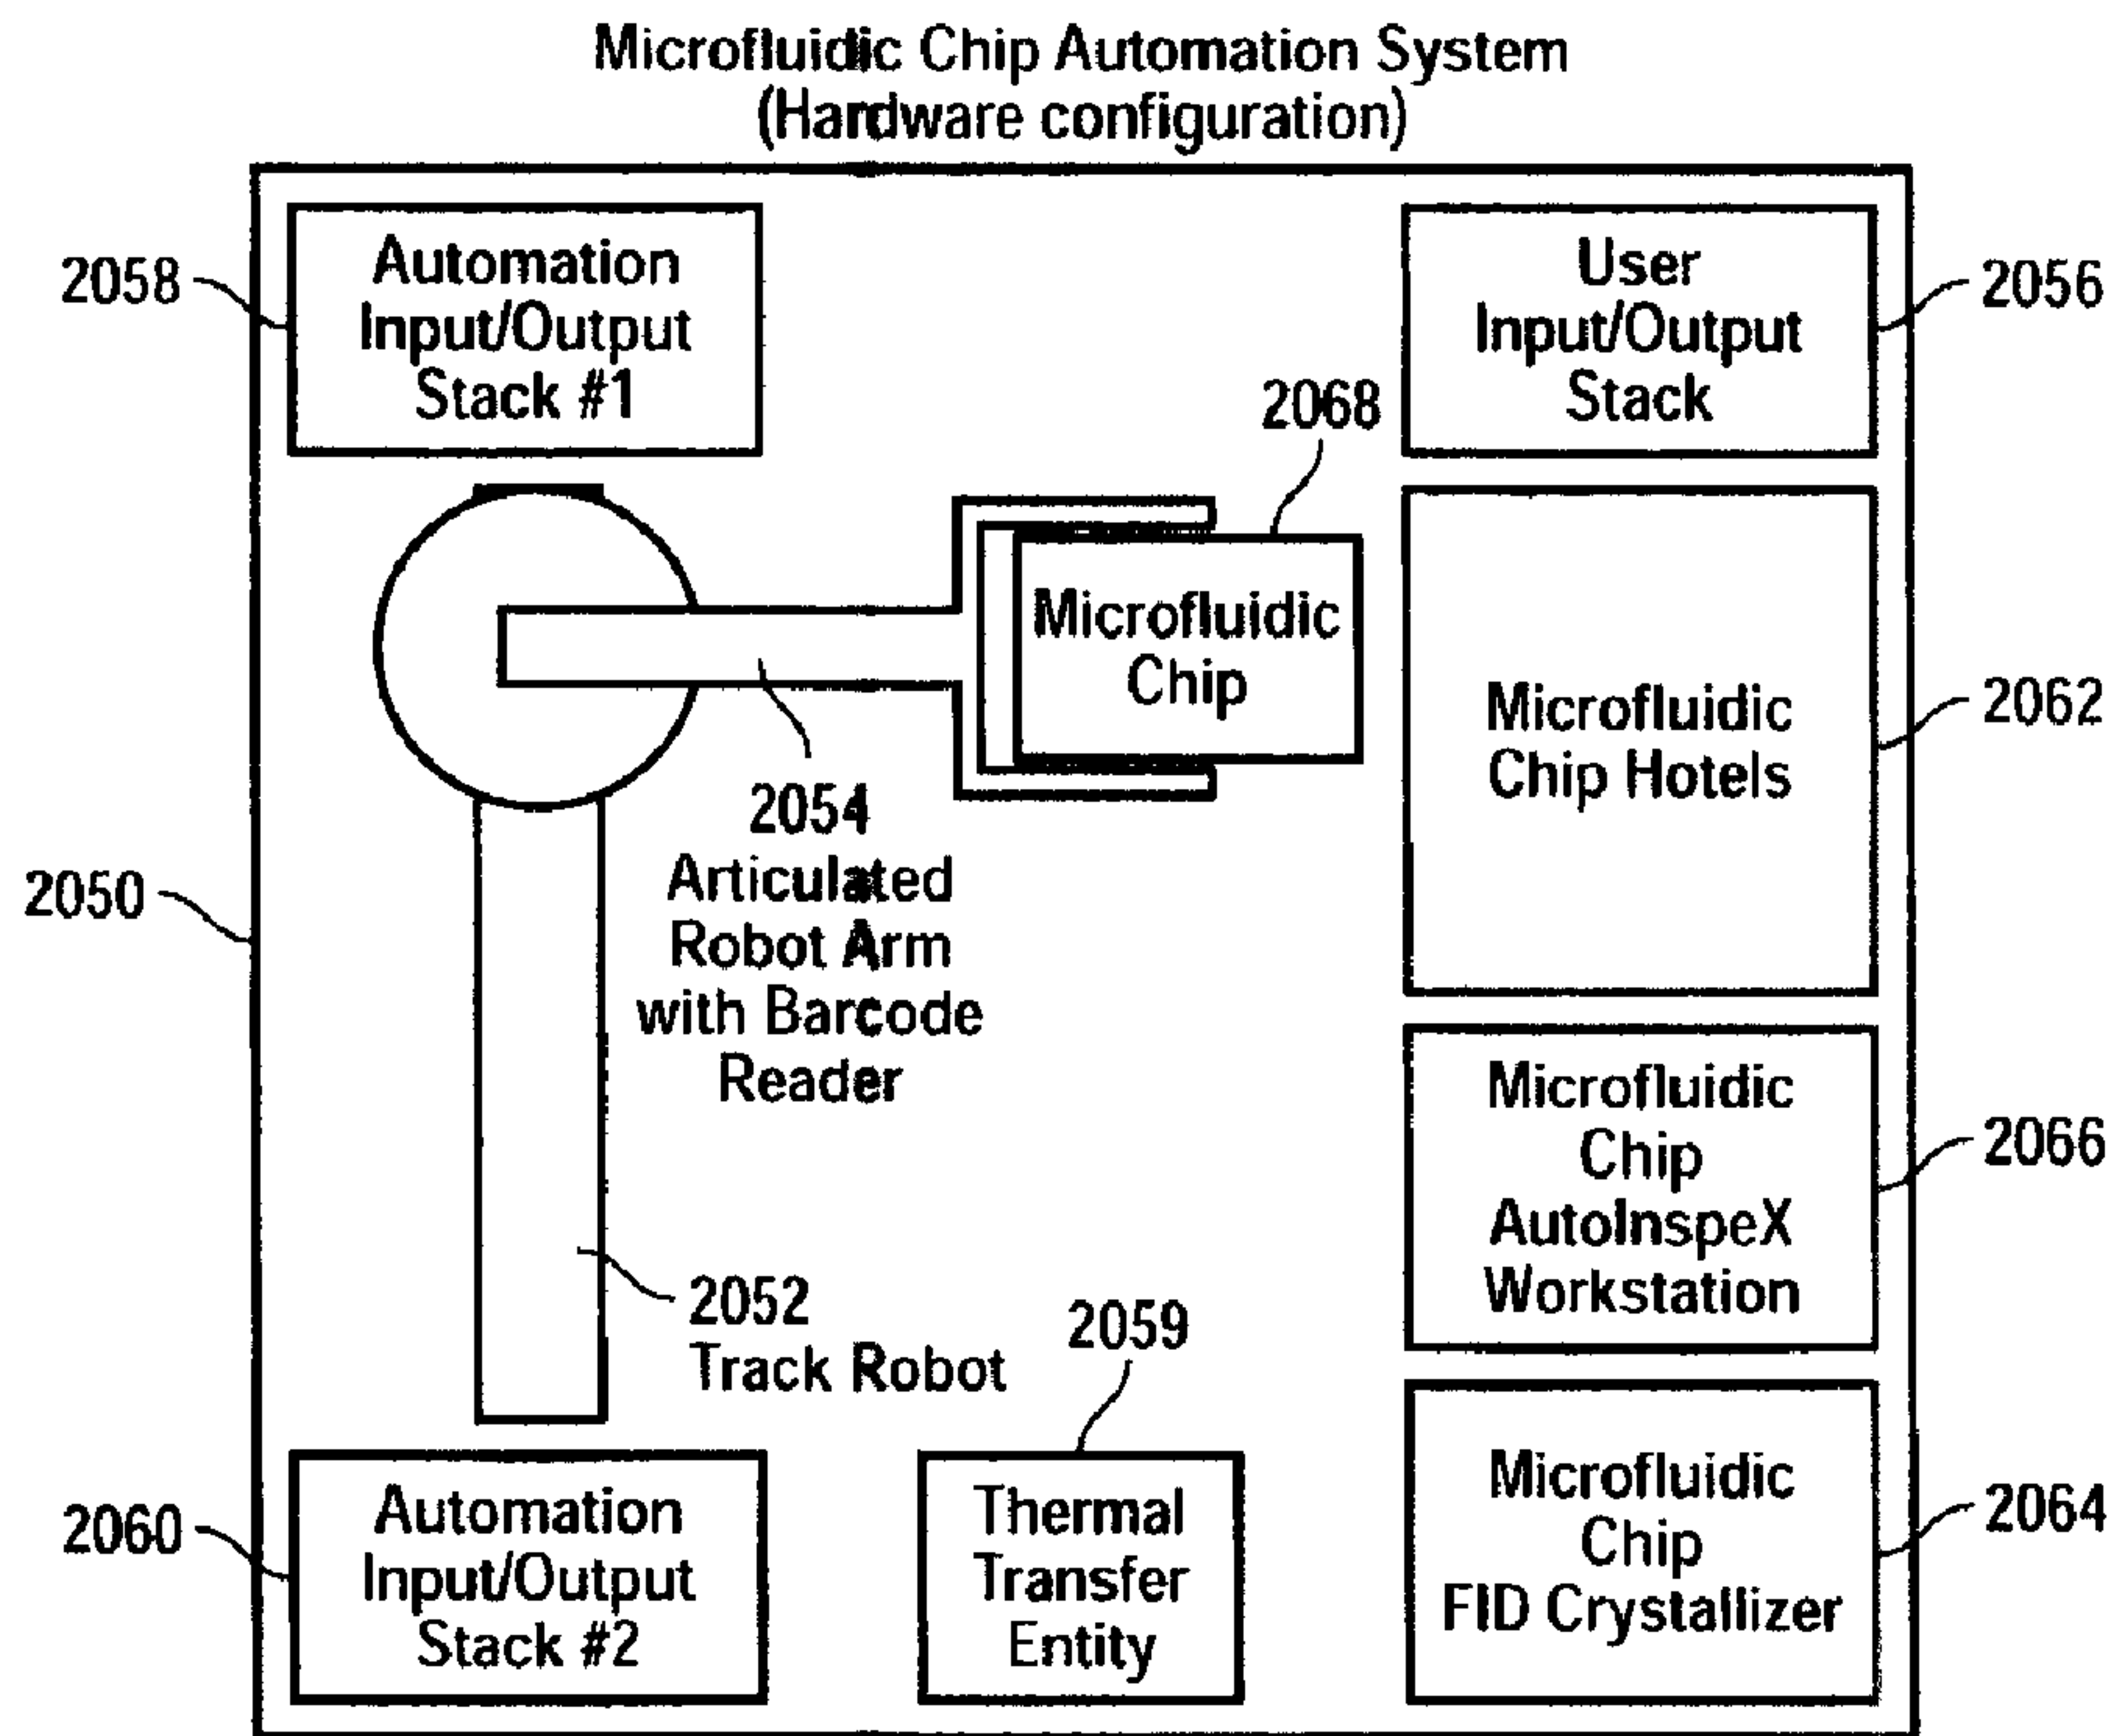 Microfluidic Chip Automation System
(Hardware configuration)
2058
Automation
Input/Output
Stack #1
User
Input/Output
Stack
2056
2068
Microfluidic
Chip
Microfluidic
Chip Hotels
2062
2054
Articulated
Robot Arm
with Barcode
Reader
2050
Microfluidic
Chip
AutoInspeX
Workstation
2066
2052
Track Robot
2059
2060
Automation
Input/Output
Stack #2
Thermal
Transfer
Entity
Microfluidic
Chip
FID Crystallizer
2064